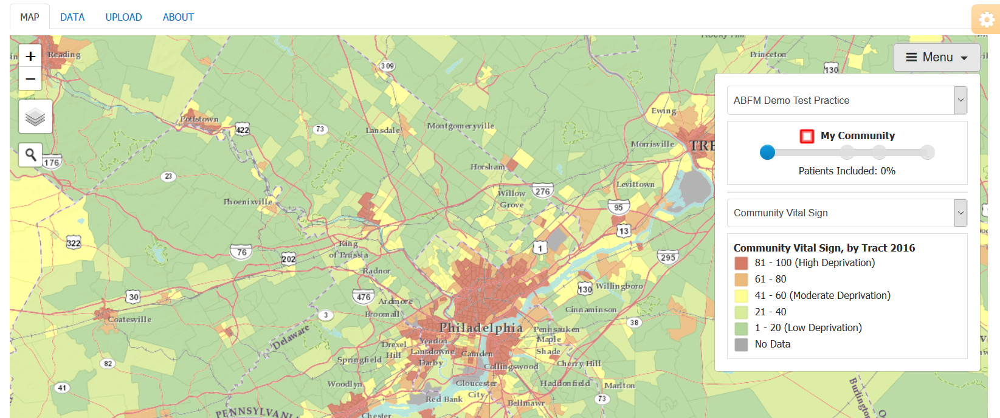 MAP DATA UPLOAD ABOUT
Reading
309
Princeton
130
Menu
+
−
ABFM Demo Test Practice
Pottstown
422
73
Lansdale
Montgomeryville
Ewing
My Community
Morrisville
TRE
176
Horsham
Patients Included: 0%
23
Levittown
Phoenixville
Willow
Grove
276
95
Community Vital Sign
322
76
202
King
of Prussia
1
13
295
Community Vital Sign, by Tract 2016
81 - 100 (High Deprivation)
61 - 80
41 - 60 (Moderate Deprivation)
21 - 40
1 - 20 (Low Deprivation)
No Data
Radnor
130
Willingboro
30
476
Ardmore
Coatesville
3
Broomall
Cinnaminson
38
Philadelphia
Pennsauken
Delaware
Yeadon
Maple
Shade
Drexel
Hill
Lansdowne
Darby
Camden
Springfield
82
Collingswood
Cherry Hill
41
Woodlyn
Gloucester
City
Haddonfield
Marlton
Burlington
Red Bank
73
Bellmawr
Chester
PENNSYLVANI